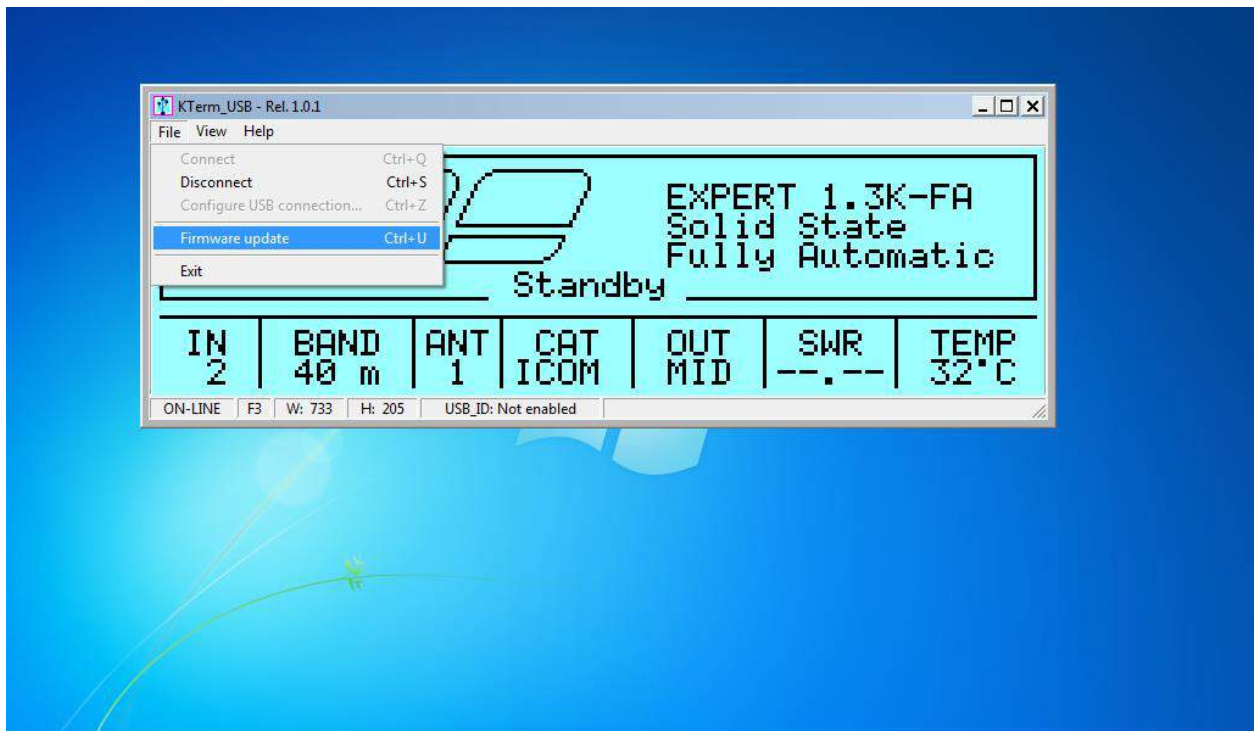 KTerm_USB - Rel. 1.0.1
File View Help
Connect Ctrl+Q
Disconnect Ctrl+S
Configure USB connection... Ctrl+Z
Firmware update Ctrl+U
Exit
EXPERT 1.3K-FA
Solid State
Fully Automatic
Standby
IN BAND ANT CAT OUT SWR TEMP
2 40 m 1 ICOM MID --.-- 32°C
ON-LINE F3 W: 733 H: 205 USB_ID: Not enabled